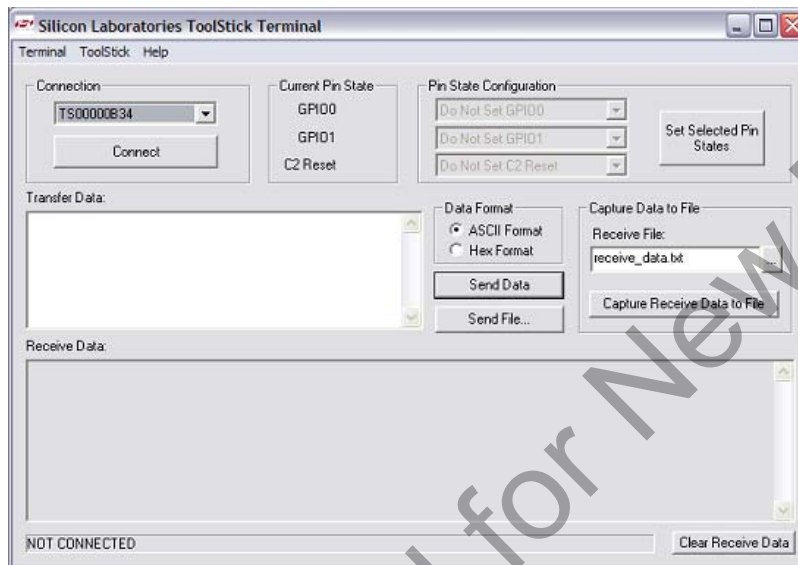 Silicon Laboratories ToolStick Terminal
Terminal ToolStick Help
Connection
TS00000B34
Connect
Current Pin State
GPIO0
GPIO1
C2 Reset
Pin State Configuration
Do Not Set GPIO0
Do Not Set GPIO1
Do Not Set C2 Reset
Set Selected Pin
States
Transfer Data:
Data Format
ASCII Format
Hex Format
Send Data
Send File...
Capture Data to File
Receive File:
receive_data.txt
...
Capture Receive Data to File
Receive Data:
NOT CONNECTED
Clear Receive Data
for New